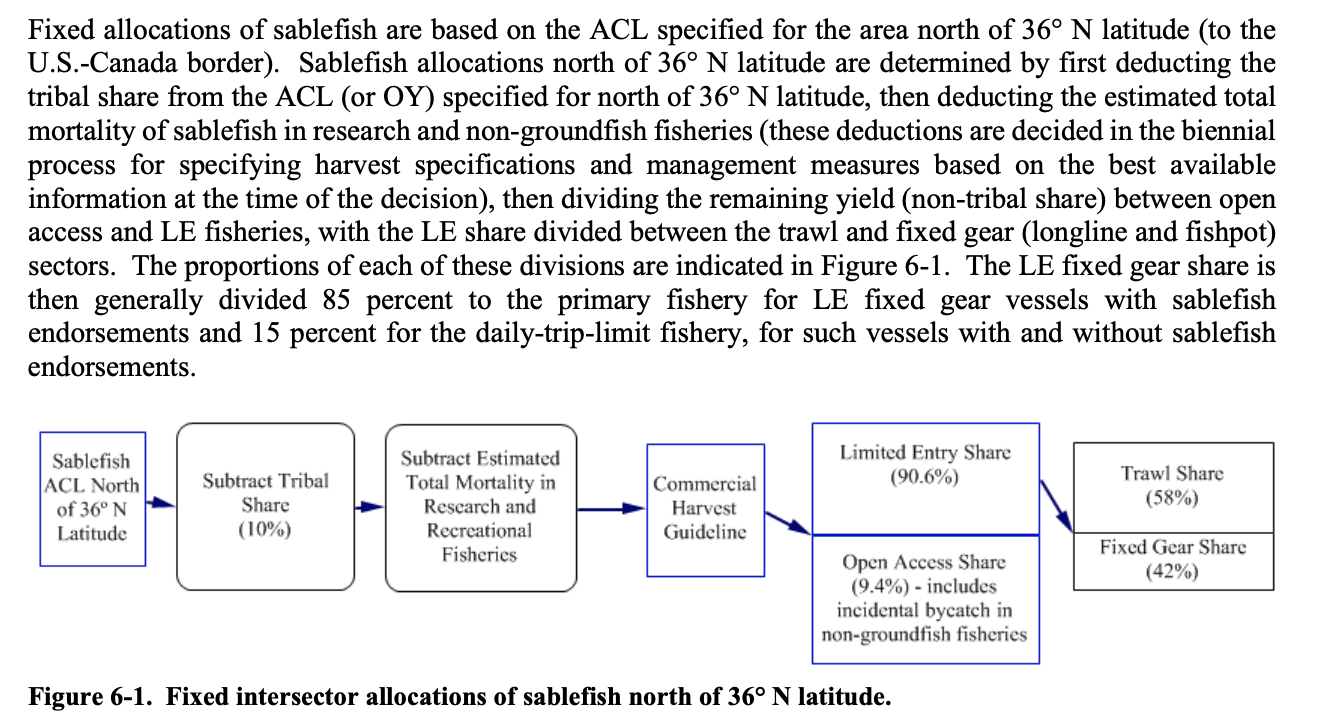 Fixed allocations of sablefish are based on the ACL specified for the area north of 36° N latitude (to the
U.S.-Canada border).  Sablefish allocations north of 36° N latitude are determined by first deducting the
tribal share from the ACL (or OY) specified for north of 36° N latitude, then deducting the estimated total
mortality of sablefish in research and non-groundfish fisheries (these deductions are decided in the biennial
process for specifying harvest specifications and management measures based on the best available
information at the time of the decision), then dividing the remaining yield (non-tribal share) between open
access and LE fisheries, with the LE share divided between the trawl and fixed gear (longline and fishpot)
sectors.  The proportions of each of these divisions are indicated in Figure 6-1.  The LE fixed gear share is
then generally divided 85 percent to the primary fishery for LE fixed gear vessels with sablefish
endorsements and 15 percent for the daily-trip-limit fishery, for such vessels with and without sablefish
endorsements.
Sablefish
ACL North
of 36° N
Latitude
Subtract Tribal
Share
(10%)
Subtract Estimated
Total Mortality in
Research and
Recreational
Fisheries
Commercial
Harvest
Guideline
Limited Entry Share
(90.6%)
Open Access Share
(9.4%) - includes
incidental bycatch in
non-groundfish fisheries
Trawl Share
(58%)
Fixed Gear Share
(42%)
Figure 6-1.  Fixed intersector allocations of sablefish north of 36° N latitude.